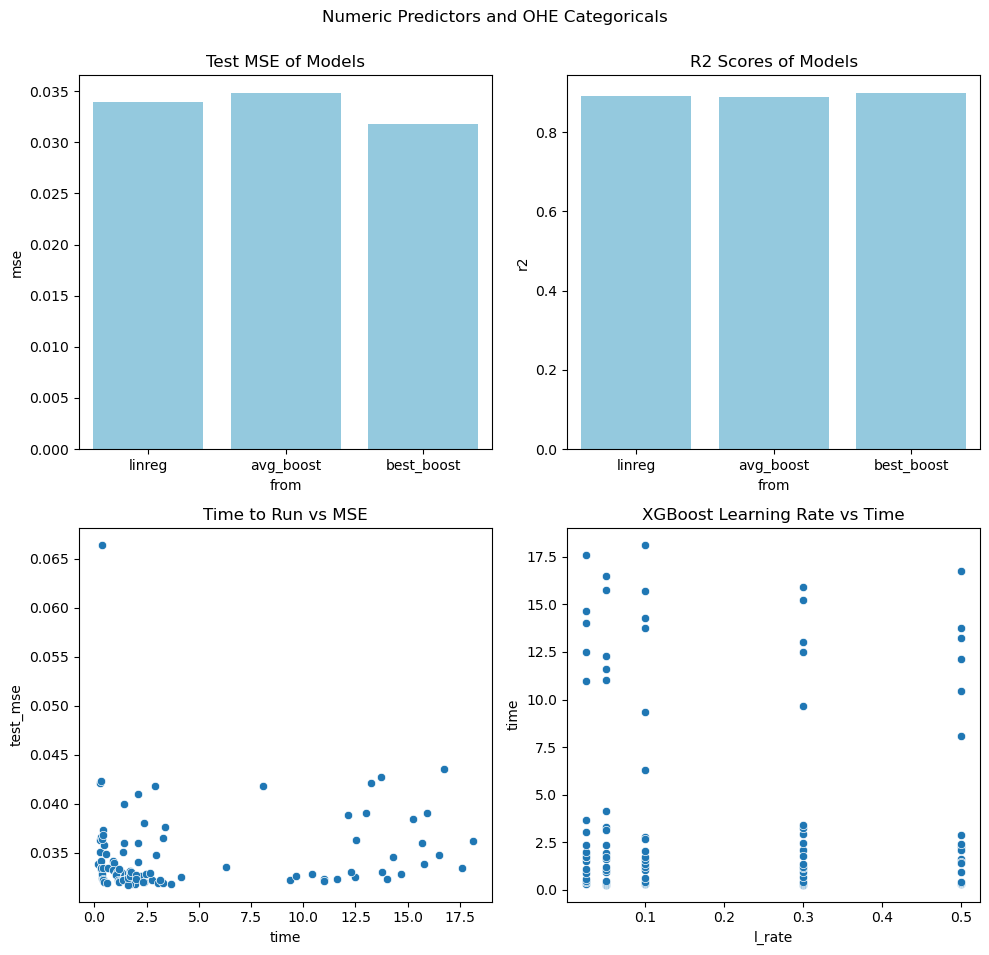 Numeric Predictors and OHE Categoricals
Test MSE of Models
0.035
0.030
0.025
0.020
0.015
0.010
0.005
0.000
mse
linreg avg_boost best_boost
from
R2 Scores of Models
0.8
0.6
0.4
0.2
0.0
r2
linreg avg_boost best_boost
from
Time to Run vs MSE
0.065
0.060
0.055
0.050
0.045
0.040
0.035
test_mse
0.0 2.5 5.0 7.5 10.0 12.5 15.0 17.5
time
XGBoost Learning Rate vs Time
17.5
15.0
12.5
10.0
7.5
5.0
2.5
0.0
time
0.1 0.2 0.3 0.4 0.5
l_rate